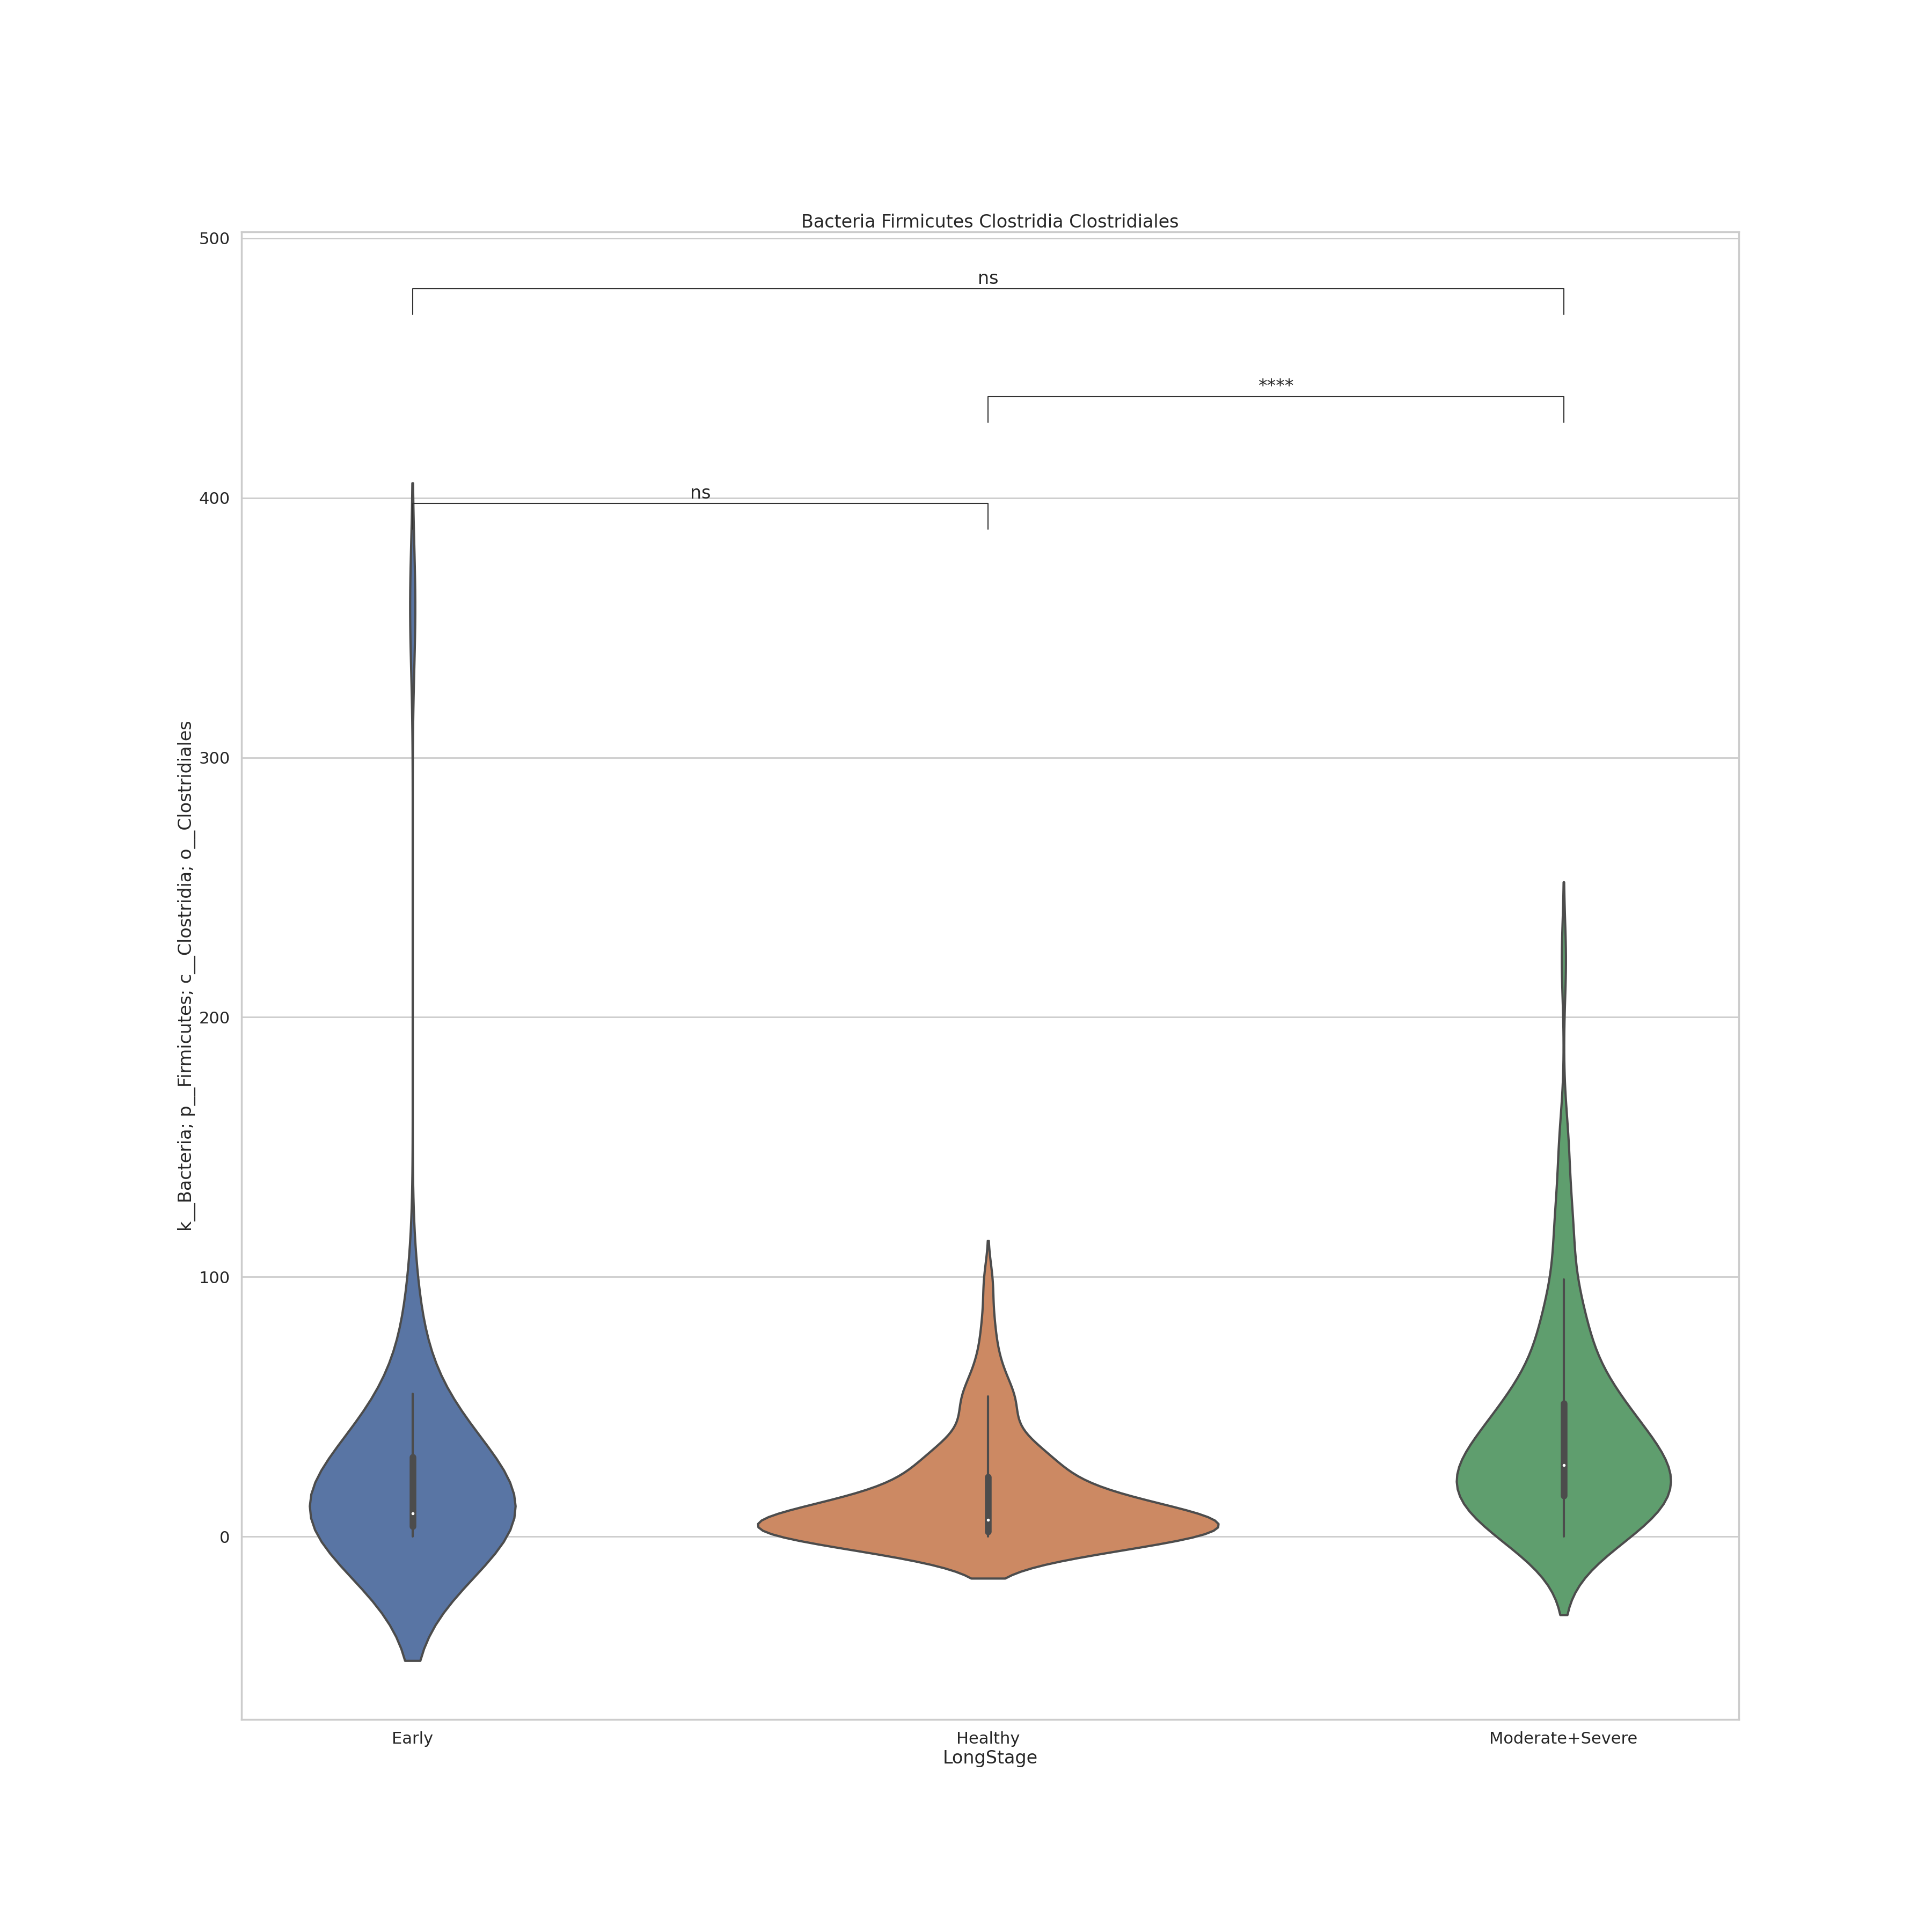 Bacteria Firmicutes Clostridia Clostridiales
500
ns
****
400
ns
300
200
100
0
k__Bacteria; p__Firmicutes; c__Clostridia; o__Clostridiales
Early
Healthy
Moderate+Severe
LongStage